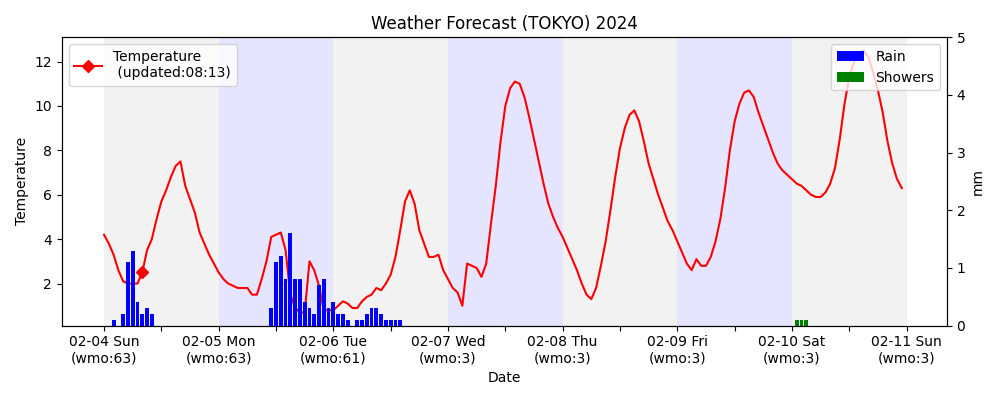 Weather Forecast (TOKYO) 2024
Temperature
(updated:08:13)
Rain
Showers
12
10
8
6
4
2
Temperature
5
4
3
2
1
0
mm
02-04 Sun
(wmo:63)
02-05 Mon
(wmo:63)
02-06 Tue
(wmo:61)
02-07 Wed
(wmo:3)
02-08 Thu
(wmo:3)
02-09 Fri
(wmo:3)
02-10 Sat
(wmo:3)
02-11 Sun
(wmo:3)
Date